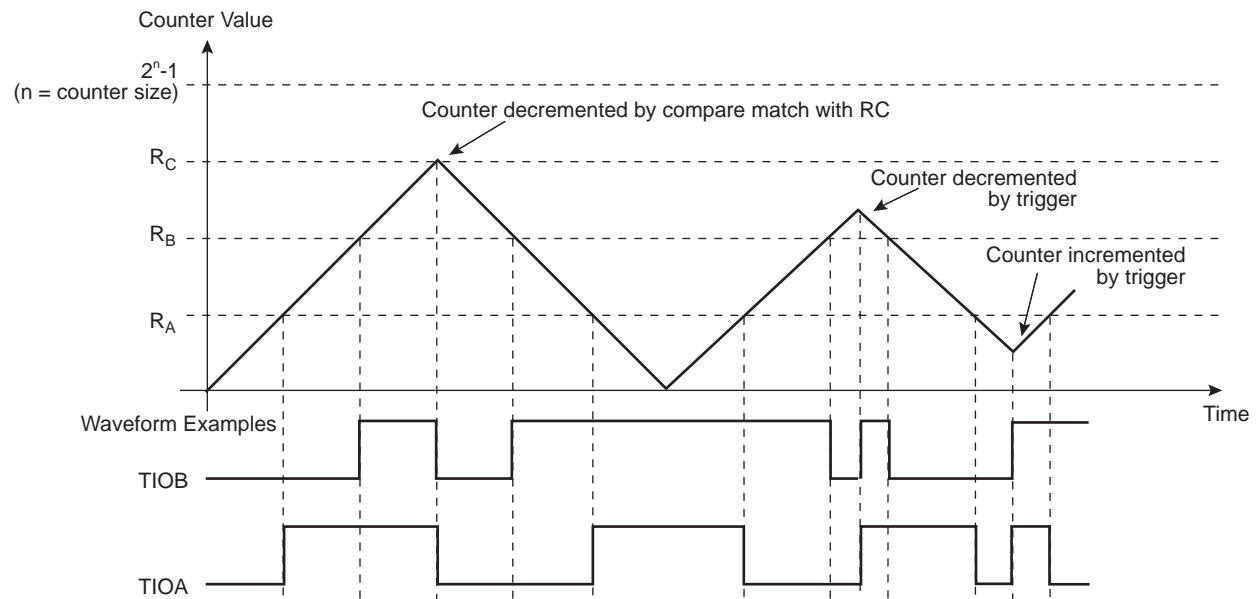 Counter Value
2ⁿ-1
(n = counter size)
Counter decremented by compare match with RC
R_C
Counter decremented
by trigger
R_B
Counter incremented
by trigger
R_A
Time
Waveform Examples
TIOB
TIOA